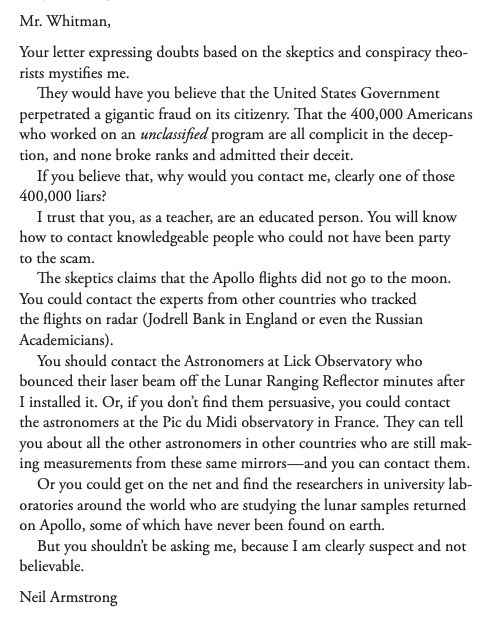 Mr. Whitman,
Your letter expressing doubts based on the skeptics and conspiracy theo-
rists mystifies me.
They would have you believe that the United States Government
perpetrated a gigantic fraud on its citizenry. That the 400,000 Americans
who worked on an unclassified program are all complicit in the decep-
tion, and none broke ranks and admitted their deceit.
If you believe that, why would you contact me, clearly one of those
400,000 liars?
I trust that you, as a teacher, are an educated person. You will know
how to contact knowledgeable people who could not have been party
to the scam.
The skeptics claims that the Apollo flights did not go to the moon.
You could contact the experts from other countries who tracked
the flights on radar (Jodrell Bank in England or even the Russian
Academicians).
You should contact the Astronomers at Lick Observatory who
bounced their laser beam off the Lunar Ranging Reflector minutes after
I installed it. Or, if you don't find them persuasive, you could contact
the astronomers at the Pic du Midi observatory in France. They can tell
you about all the other astronomers in other countries who are still mak-
ing measurements from these same mirrors—and you can contact them.
Or you could get on the net and find the researchers in university lab-
oratories around the world who are studying the lunar samples returned
on Apollo, some of which have never been found on earth.
But you shouldn't be asking me, because I am clearly suspect and not
believable.
Neil Armstrong